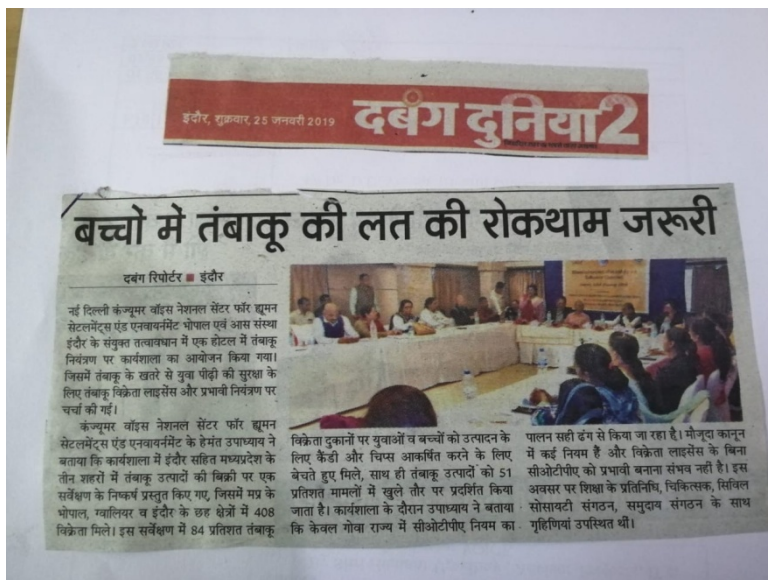 इंदौर, शुक्रवार, 25 जनवरी 2019
दबंग दुनिया 2
बच्चों में तंबाकू की लत की रोकथाम जरूरी
दबंग रिपोर्टर ■ इंदौर
नई दिल्ली कंज्यूमर वॉइस नेशनल सेंटर फॉर ह्यूमन
सेटलमेंट्स एंड एनवायर्नमेंट भोपाल एवं आस संस्था
इंदौर के संयुक्त तत्वावधान में एक होटल में तंबाकू
नियंत्रण पर कार्यशाला का आयोजन किया गया।
जिसमें तंबाकू के खतरे से युवा पीढ़ी की सुरक्षा के
लिए तंबाकू विक्रेता लाइसेंस और प्रभावी नियंत्रण पर
चर्चा की गई।
कंज्यूमर वॉइस नेशनल सेंटर फॉर ह्यूमन
सेटलमेंट्स एंड एनवायर्नमेंट के हेमंत उपाध्याय ने
बताया कि कार्यशाला में इंदौर सहित मध्यप्रदेश के
तीन शहरों में तंबाकू उत्पादों की बिक्री पर एक
सर्वेक्षण के निष्कर्ष प्रस्तुत किए गए, जिसमें मप्र के
भोपाल, ग्वालियर व इंदौर के छह क्षेत्रों में 408
विक्रेता मिले। इस सर्वेक्षण में 84 प्रतिशत तंबाकू
विक्रेता दुकानों पर युवाओं व बच्चों को उत्पादन के
लिए कैंडी और चिप्स आकर्षित करने के लिए
बेचते हुए मिले, साथ ही तंबाकू उत्पादों को 51
प्रतिशत मामलों में खुले तौर पर प्रदर्शित किया
जाता है। कार्यशाला के दौरान उपाध्याय ने बताया
कि केवल गोवा राज्य में सीओटीपीए नियम का
पालन सही ढंग से किया जा रहा है। मौजूदा कानून
में कई नियम हैं और विक्रेता लाइसेंस के बिना
सीओटीपीए को प्रभावी बनाना संभव नहीं है। इस
अवसर पर शिक्षा के प्रतिनिधि, चिकित्सक, सिविल
सोसायटी संगठन, समुदाय संगठन के साथ
गृहिणियां उपस्थित थीं।